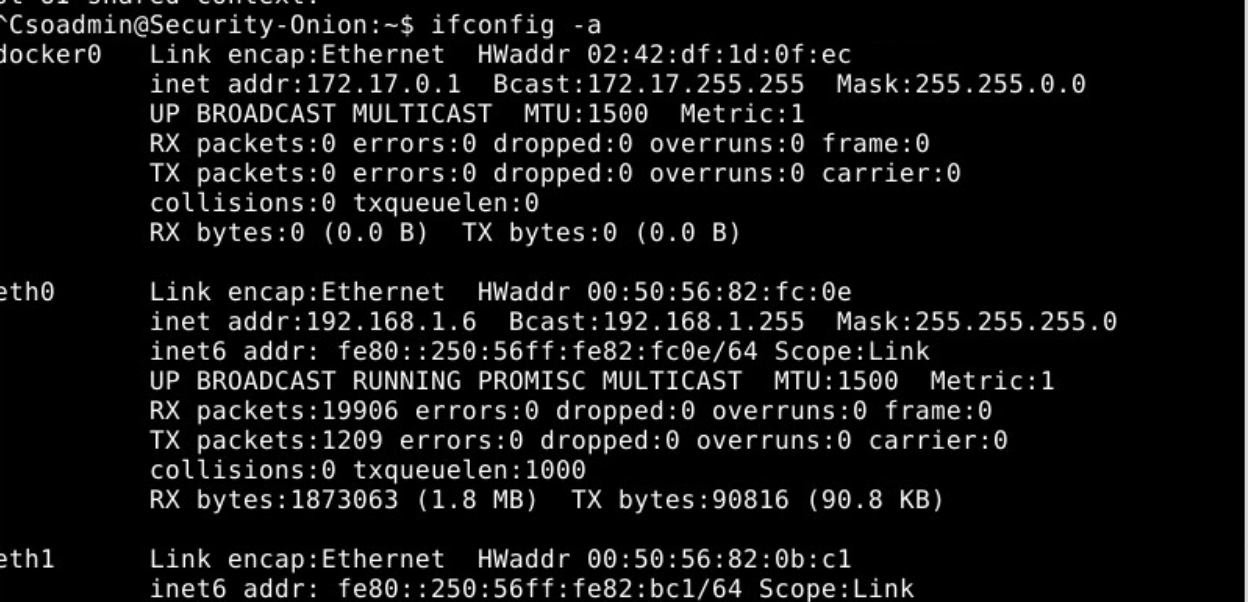 ^Csoadmin@Security-Onion:~$ ifconfig -a
docker0 Link encap:Ethernet HWaddr 02:42:df:1d:0f:ec
inet addr:172.17.0.1 Bcast:172.17.255.255 Mask:255.255.0.0
UP BROADCAST MULTICAST MTU:1500 Metric:1
RX packets:0 errors:0 dropped:0 overruns:0 frame:0
TX packets:0 errors:0 dropped:0 overruns:0 carrier:0
collisions:0 txqueuelen:0
RX bytes:0 (0.0 B) TX bytes:0 (0.0 B)
eth0 Link encap:Ethernet HWaddr 00:50:56:82:fc:0e
inet addr:192.168.1.6 Bcast:192.168.1.255 Mask:255.255.255.0
inet6 addr: fe80::250:56ff:fe82:fc0e/64 Scope:Link
UP BROADCAST RUNNING PROMISC MULTICAST MTU:1500 Metric:1
RX packets:19906 errors:0 dropped:0 overruns:0 frame:0
TX packets:1209 errors:0 dropped:0 overruns:0 carrier:0
collisions:0 txqueuelen:1000
RX bytes:1873063 (1.8 MB) TX bytes:90816 (90.8 KB)
eth1 Link encap:Ethernet HWaddr 00:50:56:82:0b:c1
inet6 addr: fe80::250:56ff:fe82:bc1/64 Scope:Link